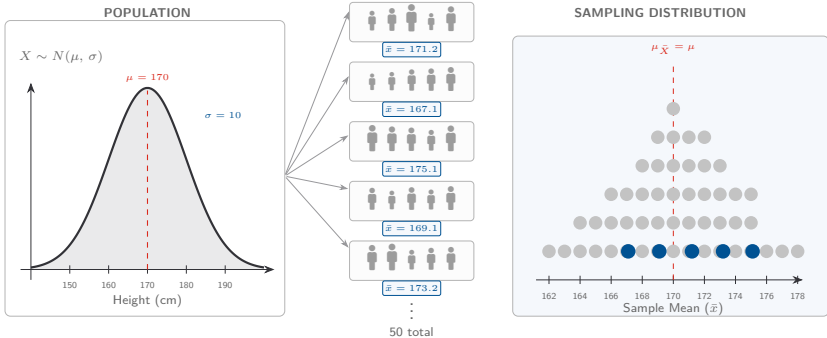 POPULATION
X ∼ N(μ, σ)
μ = 170
σ = 10
150 160 170 180 190
Height (cm)
x̄ = 171.2
x̄ = 167.1
x̄ = 175.1
x̄ = 169.1
x̄ = 173.2
⋮
50 total
SAMPLING DISTRIBUTION
μ_X̄ = μ
162 164 166 168 170 172 174 176 178
Sample Mean (x̄)